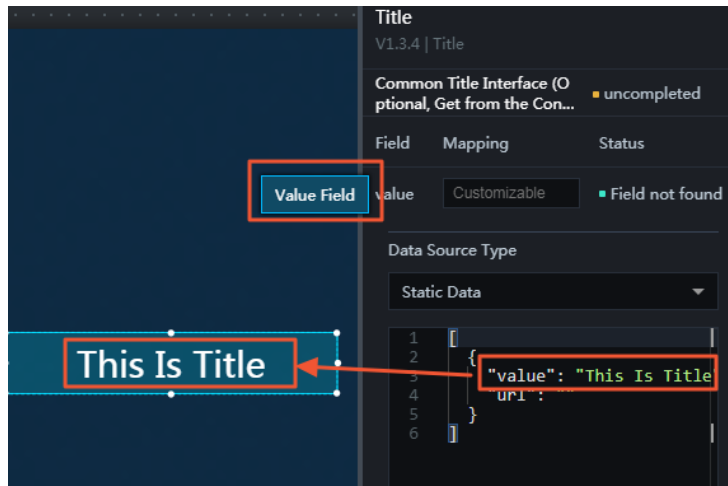 Title
V1.3.4 | Title
Common Title Interface (O
ptional, Get from the Con...
uncompleted
Field Mapping Status
Value Field
value Customizable Field not found
Data Source Type
Static Data
This Is Title
1 [
2 {
3 "value": "This Is Title"
4 "url": ""
5 }
6 ]